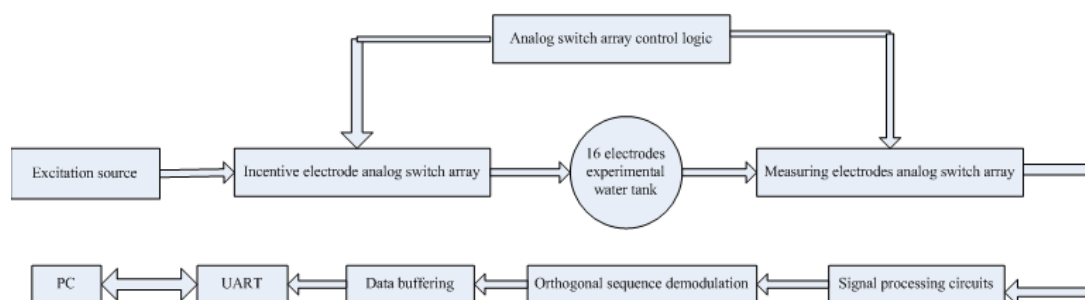 Analog switch array control logic
Excitation source
Incentive electrode analog switch array
16 electrodes
experimental
water tank
Measuring electrodes analog switch array
PC
UART
Data buffering
Orthogonal sequence demodulation
Signal processing circuits